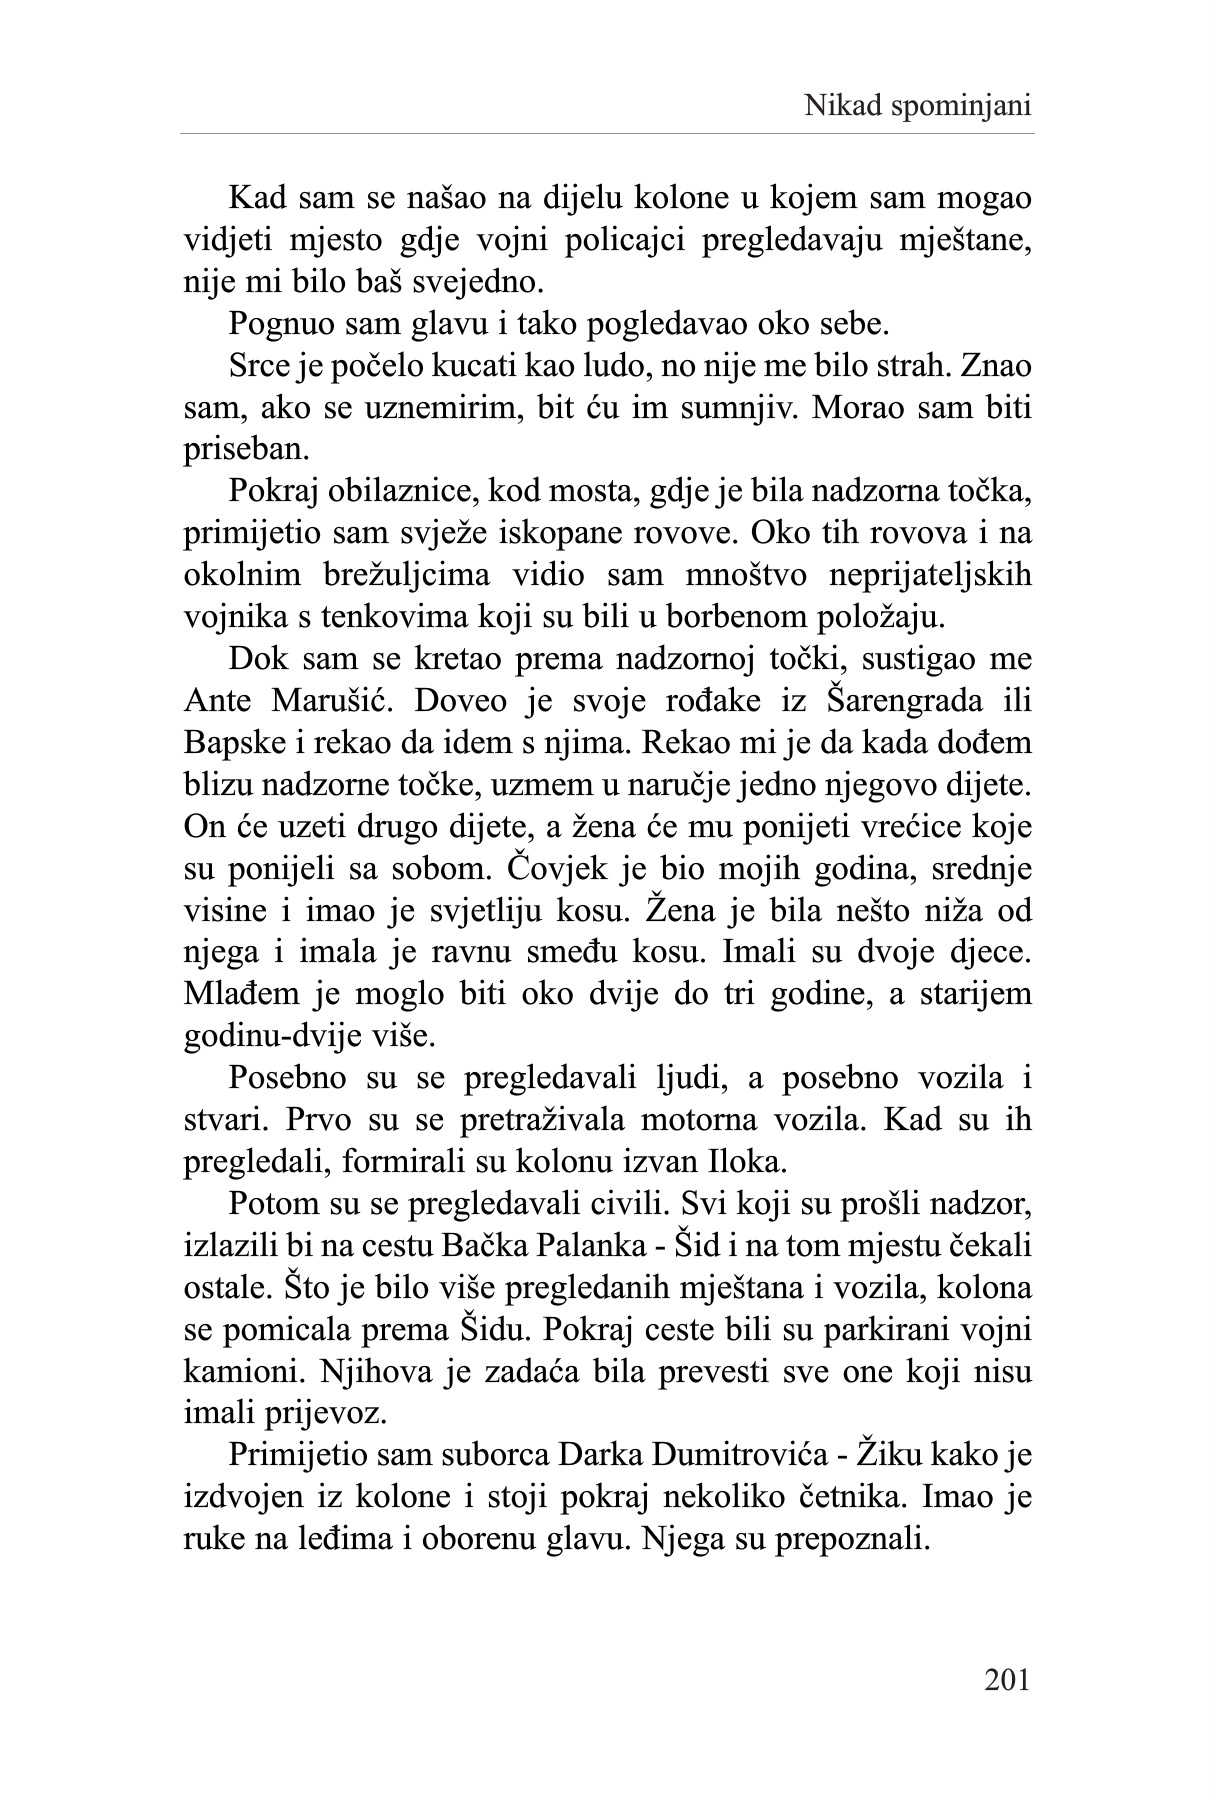 Nikad spominjani
Kad sam se našao na dijelu kolone u kojem sam mogao
vidjeti mjesto gdje vojni policajci pregledavaju mještane,
nije mi bilo baš svejedno.
Pognuo sam glavu i tako pogledavao oko sebe.
Srce je počelo kucati kao ludo, no nije me bilo strah. Znao
sam, ako se uznemirim, bit ću im sumnjiv. Morao sam biti
priseban.
Pokraj obilaznice, kod mosta, gdje je bila nadzorna točka,
primijetio sam svježe iskopane rovove. Oko tih rovova i na
okolnim brežuljcima vidio sam mnoštvo neprijateljskih
vojnika s tenkovima koji su bili u borbenom položaju.
Dok sam se kretao prema nadzornoj točki, sustigao me
Ante Marušić. Doveo je svoje rođake iz Šarengrada ili
Bapske i rekao da idem s njima. Rekao mi je da kada dođem
blizu nadzorne točke, uzmem u naručje jedno njegovo dijete.
On će uzeti drugo dijete, a žena će mu ponijeti vrećice koje
su ponijeli sa sobom. Čovjek je bio mojih godina, srednje
visine i imao je svjetliju kosu. Žena je bila nešto niža od
njega i imala je ravnu smeđu kosu. Imali su dvoje djece.
Mlađem je moglo biti oko dvije do tri godine, a starijem
godinu-dvije više.
Posebno su se pregledavali ljudi, a posebno vozila i
stvari. Prvo su se pretraživala motorna vozila. Kad su ih
pregledali, formirali su kolonu izvan Iloka.
Potom su se pregledavali civili. Svi koji su prošli nadzor,
izlazili bi na cestu Bačka Palanka - Šid i na tom mjestu čekali
ostale. Što je bilo više pregledanih mještana i vozila, kolona
se pomicala prema Šidu. Pokraj ceste bili su parkirani vojni
kamioni. Njihova je zadaća bila prevesti sve one koji nisu
imali prijevoz.
Primijetio sam suborca Darka Dumitrovića - Žiku kako je
izdvojen iz kolone i stoji pokraj nekoliko četnika. Imao je
ruke na leđima i oborenu glavu. Njega su prepoznali.
201